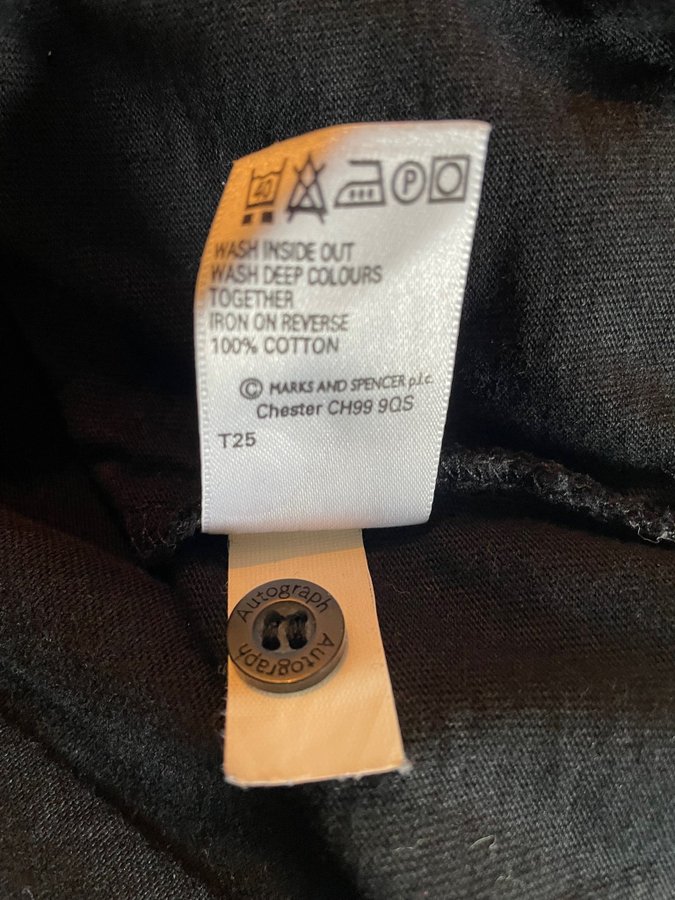 40
P
WASH INSIDE OUT
WASH DEEP COLOURS
TOGETHER
IRON ON REVERSE
100% COTTON
© MARKS AND SPENCER p.l.c.
Chester CH99 9QS
T25
Autograph
Autograph